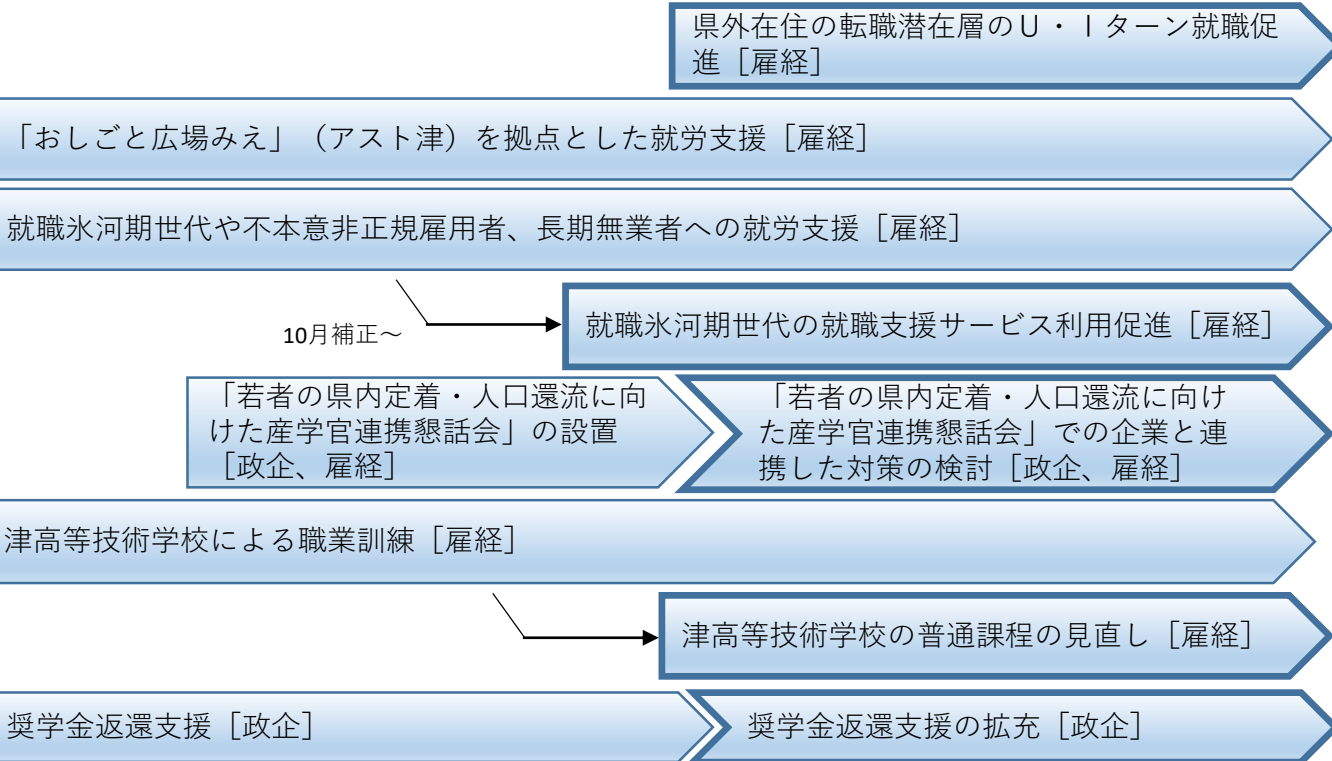 県外在住の転職潜在層のU・Iターン就職促
進［雇経］
「おしごと広場みえ」（アスト津）を拠点とした就労支援［雇経］
就職氷河期世代や不本意非正規雇用者、長期無業者への就労支援［雇経］
10月補正～
就職氷河期世代の就職支援サービス利用促進［雇経］
「若者の県内定着・人口還流に向
けた産学官連携懇話会」の設置
［政企、雇経］
「若者の県内定着・人口還流に向け
た産学官連携懇話会」での企業と連
携した対策の検討［政企、雇経］
津高等技術学校による職業訓練［雇経］
津高等技術学校の普通課程の見直し［雇経］
奨学金返還支援［政企］
奨学金返還支援の拡充［政企］